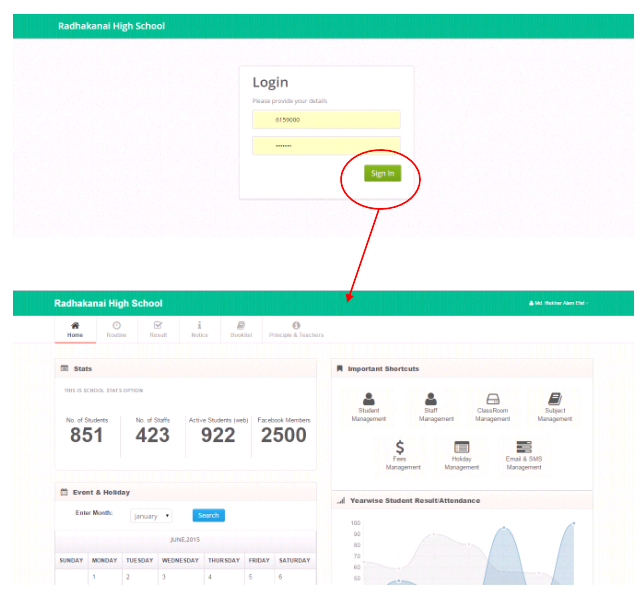 Radhakanai High School
Login
Please provide your details
6159000
Sign In
Radhakanai High School
Home Routine Result Notice Booklist Principle & Teachers
Stats
THIS IS SCHOOL STATS OPTION
No. of Students No. of Staffs Active Students (web) Facebook Members
851 423 922 2500
Important Shortcuts
Student Management Staff Management ClassRoom Management Subject Management
Fees Management Holiday Management Email & SMS Management
Event & Holiday
Enter Month: January Search
JUNE,2015
SUNDAY MONDAY TUESDAY WEDNESDAY THURSDAY FRIDAY SATURDAY
1 2 3 4 5 6
Yearwise Student Result/Attendance
100
90
80
70
60
50